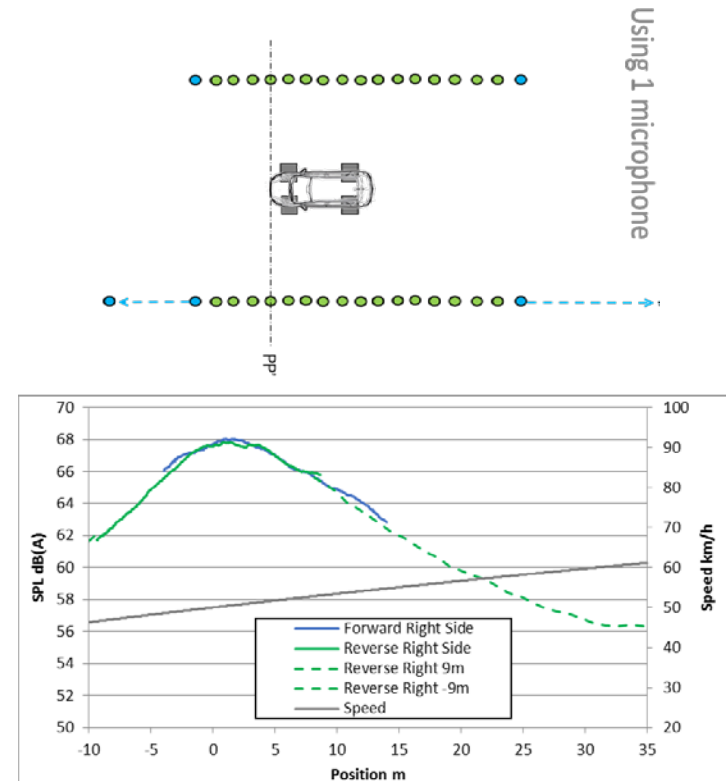 Using 1 microphone
PP'
70
68
66
64
62
60
58
56
54
52
50
SPL dB(A)
100
90
80
70
60
50
40
30
20
Speed km/h
Forward Right Side
Reverse Right Side
Reverse Right 9m
Reverse Right -9m
Speed
-10 -5 0 5 10 15 20 25 30 35
Position m